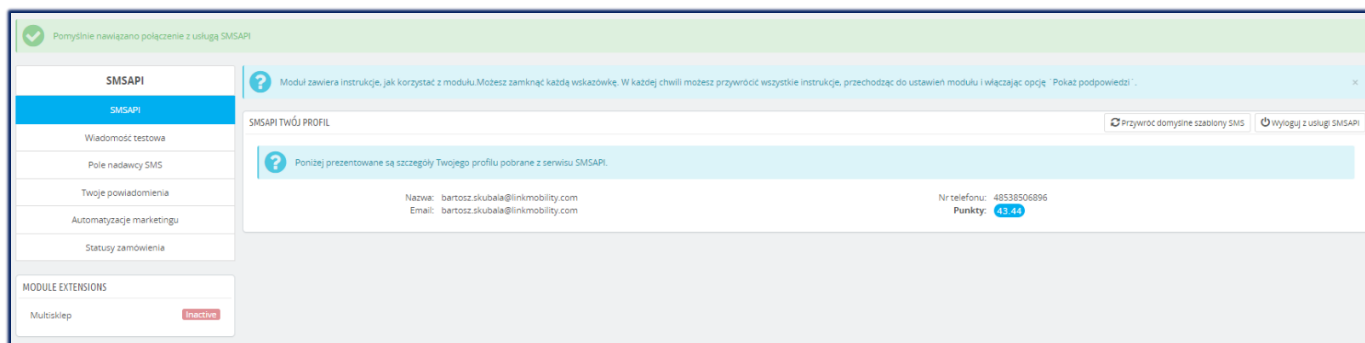 Pomyślnie nawiązano połączenie z usługą SMSAPI
SMSAPI
SMSAPI
Wiadomość testowa
Pole nadawcy SMS
Twoje powiadomienia
Automatyzacje marketingu
Statusy zamówienia
MODULE EXTENSIONS
Multisklep Inactive
Moduł zawiera instrukcje, jak korzystać z modułu.Możesz zamknąć każdą wskazówkę. W każdej chwili możesz przywrócić wszystkie instrukcje, przechodząc do ustawień modułu i włączając opcję `Pokaż podpowiedzi`. ×
SMSAPI TWÓJ PROFIL Przywróć domyślne szablony SMS Wyloguj z usługi SMSAPI
Poniżej prezentowane są szczegóły Twojego profilu pobrane z serwisu SMSAPI.
Nazwa: bartosz.skubala@linkmobility.com Nr telefonu: 48538506896
Email: bartosz.skubala@linkmobility.com Punkty: 43.44